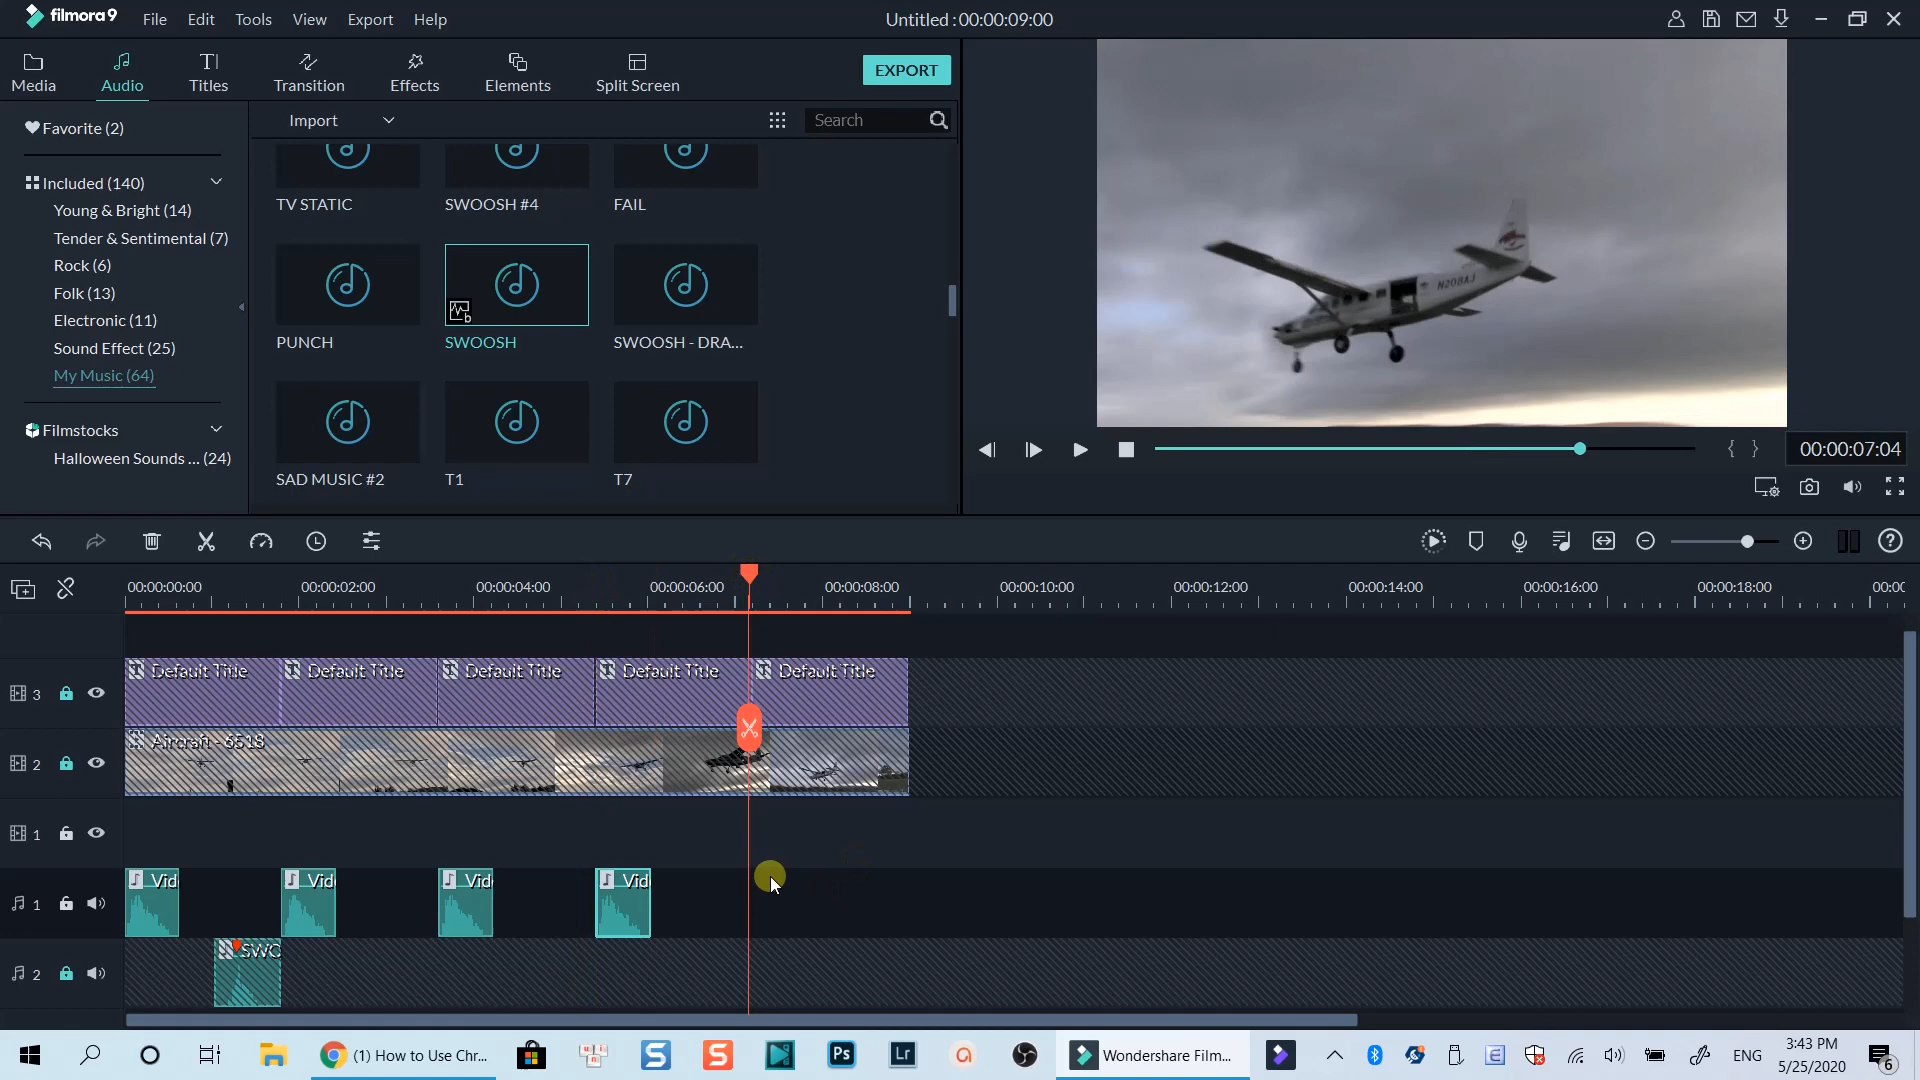 filmora9 File Edit Tools View Export Help Untitled : 00:00:09:00
Media Audio Titles Transition Effects Elements Split Screen EXPORT
Favorite (2)
Included (140)
Young & Bright (14)
Tender & Sentimental (7)
Rock (6)
Folk (13)
Electronic (11)
Sound Effect (25)
My Music (64)
Filmstocks
Halloween Sounds ... (24)
Import Search
TV STATIC SWOOSH #4 FAIL
PUNCH SWOOSH SWOOSH - DRA...
SAD MUSIC #2 T1 T7
N208AJ
{ } 00:00:07:04
00:00:00:00 00:00:02:00 00:00:04:00 00:00:06:00 00:00:08:00 00:00:10:00 00:00:12:00 00:00:14:00 00:00:16:00 00:00:18:00 00:00
3 Default Title Default Title Default Title Default Title Default Title
2 Aircraft - 6518
1
1 Vid Vid Vid Vid
2 SWO
(1) How to Use Chr... Ps Lr Wondershare Film... ENG 3:43 PM
5/25/2020 6